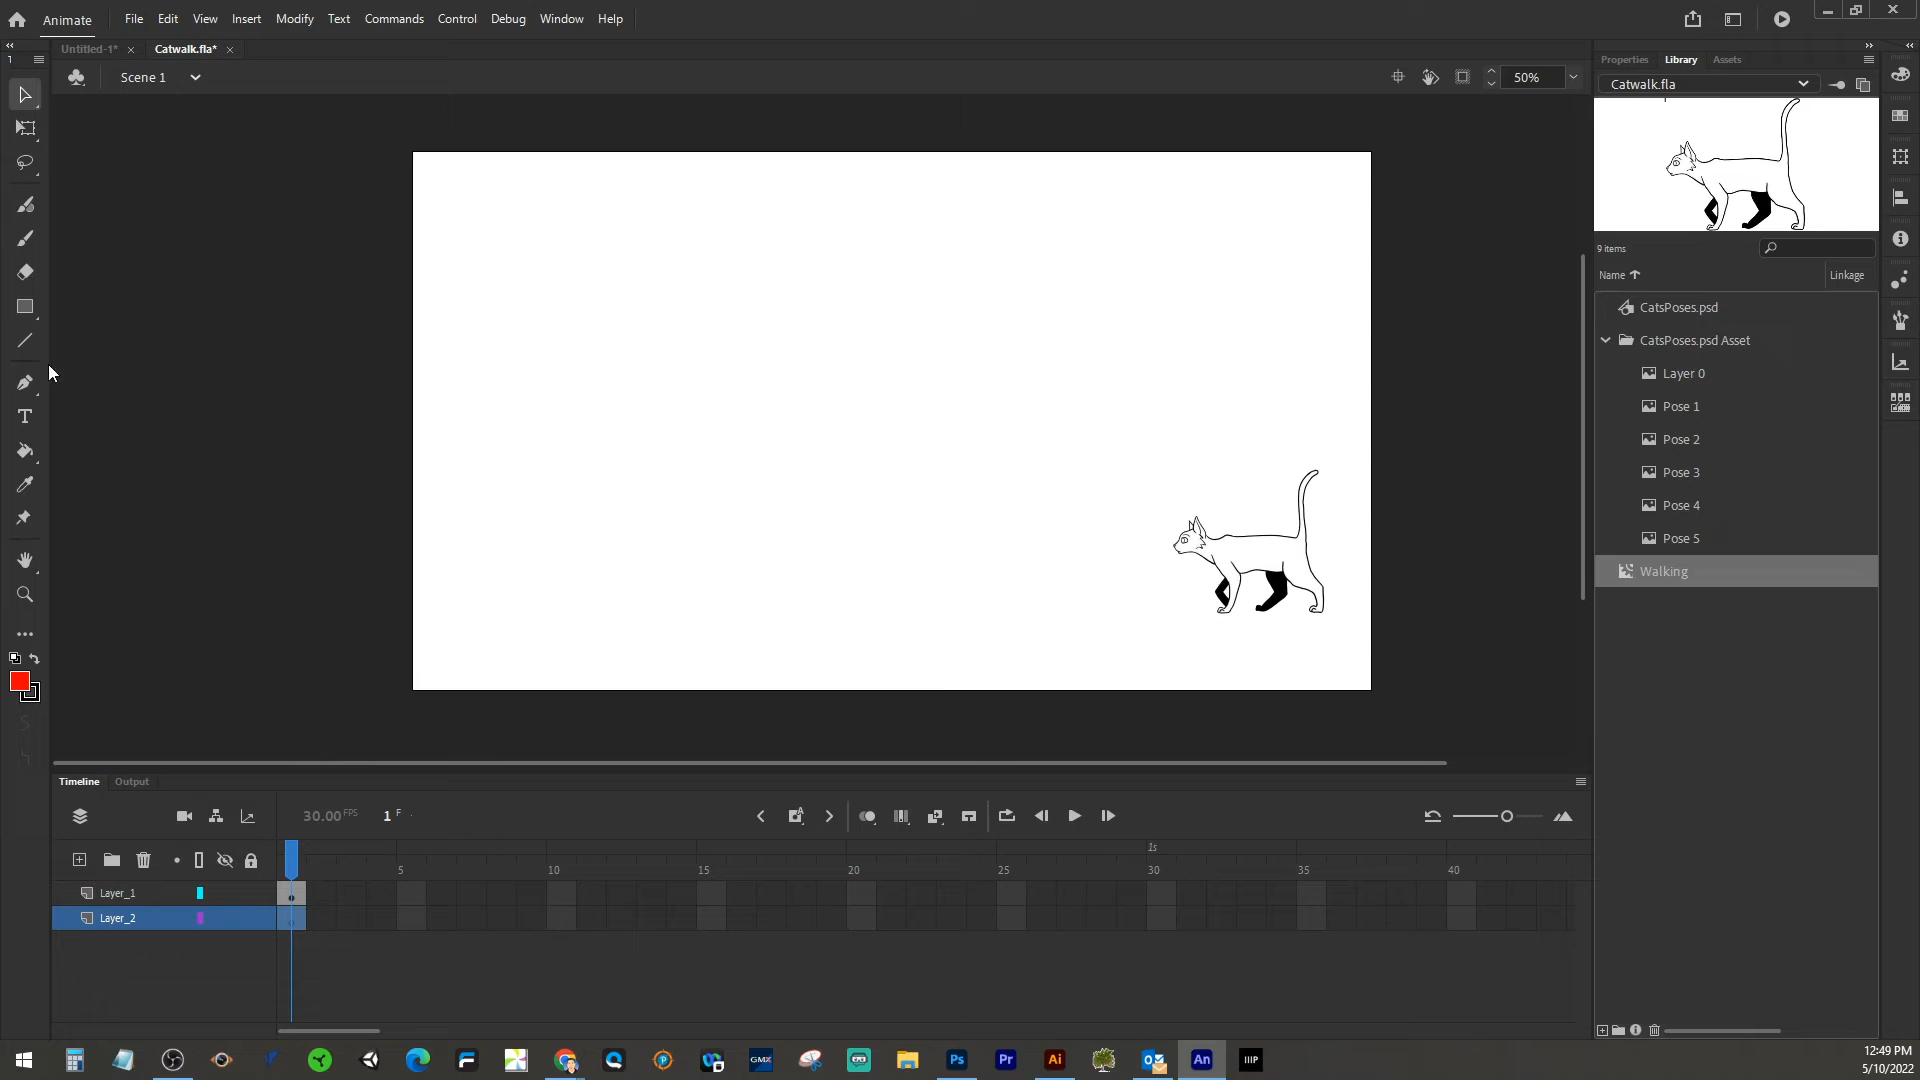 Animate File Edit View Insert Modify Text Commands Control Debug Window Help
Untitled-1* × Catwalk.fla* ×
1
Scene 1
50%
Properties Library Assets
Catwalk.fla
9 items
Name Linkage
CatsPoses.psd
CatsPoses.psd Asset
Layer 0
Pose 1
Pose 2
Pose 3
Pose 4
Pose 5
Walking
Timeline Output
30.00 FPS 1 F
1s
5 10 15 20 25 30 35 40
Layer_1
Layer_2
GMX Ps Pr Ai An
12:49 PM
5/10/2022